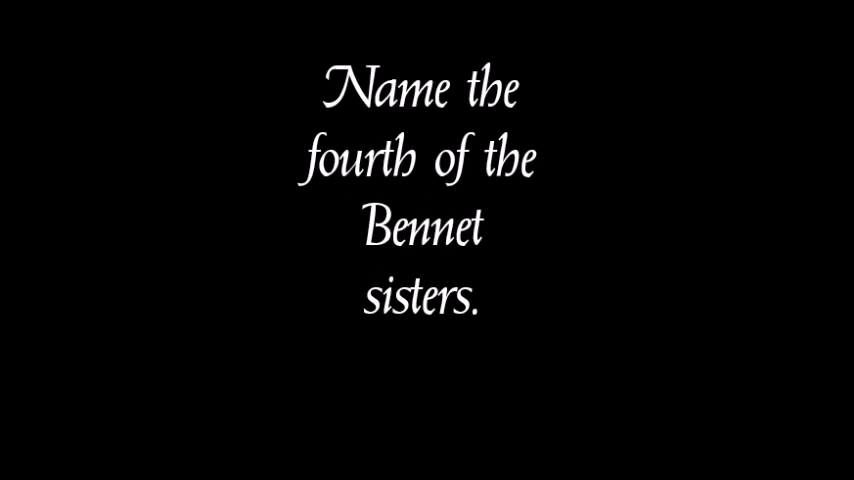 Name the
fourth of the
Bennet
sisters.